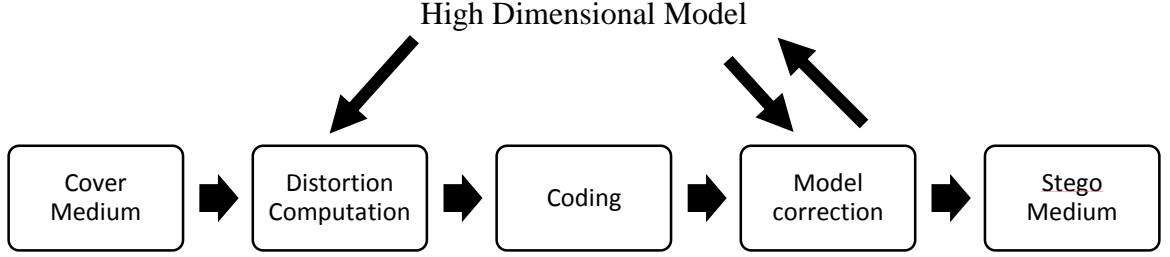 High Dimensional Model
Cover
Medium
Distortion
Computation
Coding
Model
correction
Stego
Medium